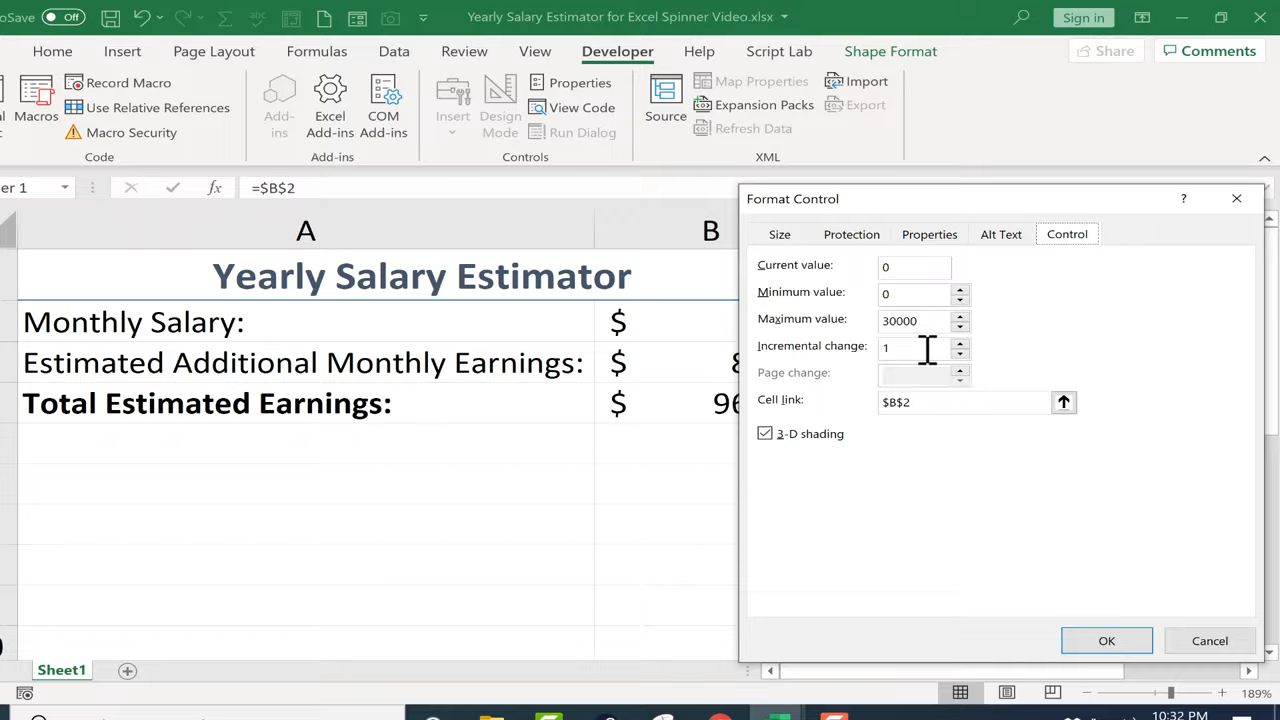 oSave Off Yearly Salary Estimator for Excel Spinner Video.xlsx Sign in
Home Insert Page Layout Formulas Data Review View Developer Help Script Lab Shape Format Share Comments
Macros
Record Macro
Use Relative References
Macro Security
Code
Add-
ins
Excel
Add-ins
COM
Add-ins
Add-ins
Insert
Design
Mode
Properties
View Code
Run Dialog
Controls
Source
Map Properties
Expansion Packs
Refresh Data
Import
Export
XML
er 1 fx =$B$2
A B
Yearly Salary Estimator
Monthly Salary: $
Estimated Additional Monthly Earnings: $ 8
Total Estimated Earnings: $ 96
Format Control ?
Size Protection Properties Alt Text Control
Current value: 0
Minimum value: 0
Maximum value: 30000
Incremental change: 1
Page change:
Cell link: $B$2
3-D shading
OK Cancel
Sheet1
189%
10:32 PM